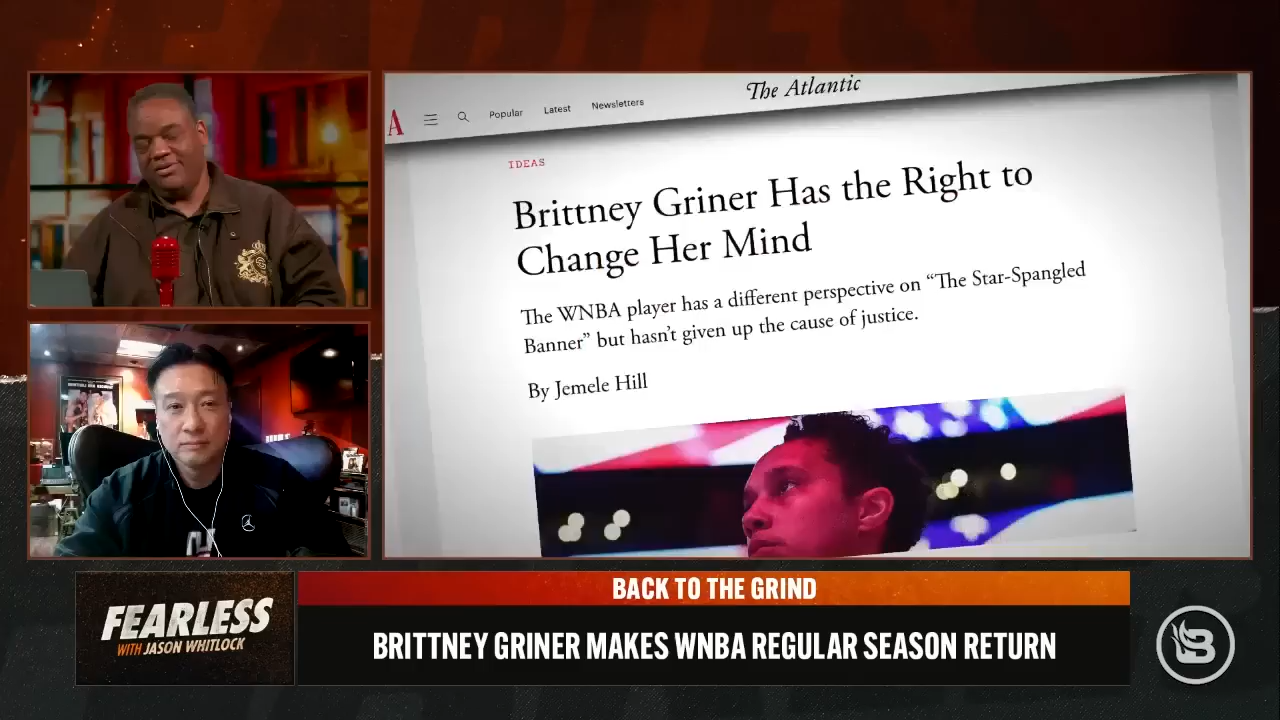 The Atlantic
A
Popular
Latest
Newsletters
IDEAS
Brittney Griner Has the Right to
Change Her Mind
The WNBA player has a different perspective on “The Star-Spangled
Banner” but hasn’t given up the cause of justice.
By Jemele Hill
BACK TO THE GRIND
FEARLESS
WITH JASON WHITLOCK
BRITTNEY GRINER MAKES WNBA REGULAR SEASON RETURN
B